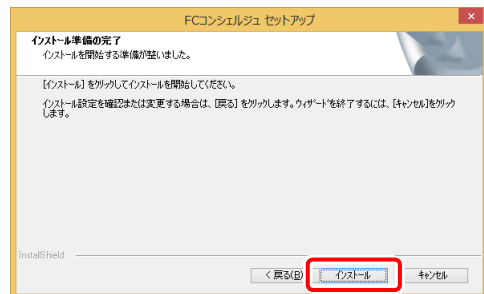 FCコンシェルジュ セットアップ
インストール準備の完了
インストールを開始する準備が整いました。
[インストール] をクリックしてインストールを開始してください。
インストール設定を確認または変更する場合は、[戻る] をクリックします。ウィザードを終了するには、[キャンセル]をクリック
します。
InstallShield
< 戻る(B) インストール キャンセル